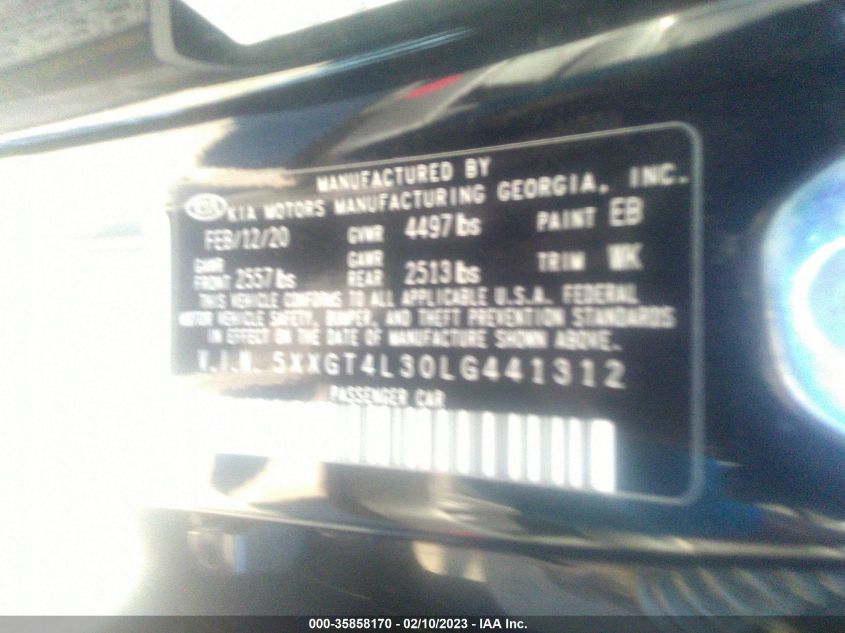 MANUFACTURED BY
KIA KIA MOTORS MANUFACTURING GEORGIA, INC.
FEB/12/20 GVWR 4497lbs PAINT EB
GAWR FRONT 2557lbs GAWR REAR 2513lbs TRIM WK
THIS VEHICLE CONFORMS TO ALL APPLICABLE U.S.A. FEDERAL
MOTOR VEHICLE SAFETY, BUMPER, AND THEFT PREVENTION STANDARDS
IN EFFECT ON THE DATE OF MANUFACTURE SHOWN ABOVE.
V.I.N. 5XXGT4L30LG441312
PASSENGER CAR
000-35858170 - 02/10/2023 - IAA Inc.